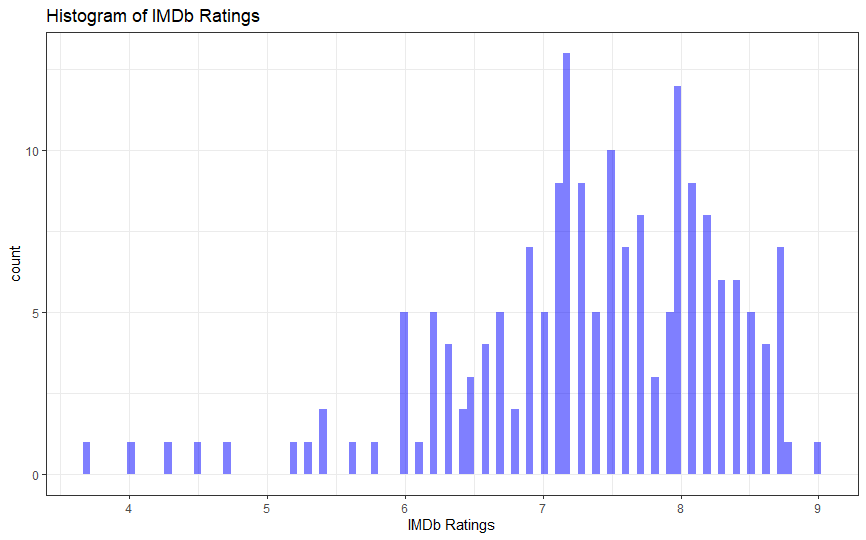 Histogram of IMDb Ratings
10
5
0
count
4 5 6 7 8 9
IMDb Ratings